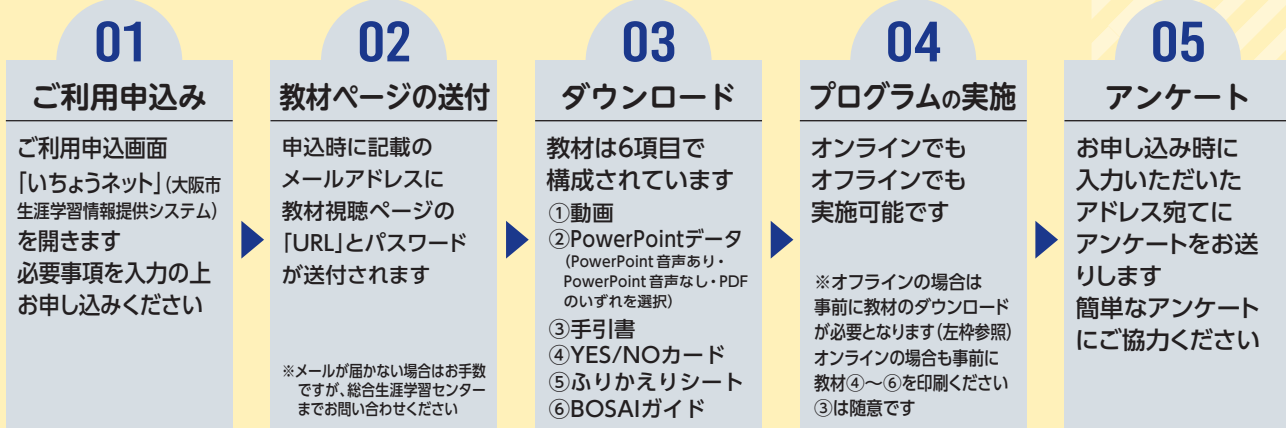 01
ご利用申込み
ご利用申込画面
「いちょうネット」(大阪市
生涯学習情報提供システム)
を開きます
必要事項を入力の上
お申し込みください
02
教材ページの送付
申込時に記載の
メールアドレスに
教材視聴ページの
「URL」とパスワード
が送付されます
※メールが届かない場合はお手数
ですが、総合生涯学習センター
までお問い合わせください
03
ダウンロード
教材は6項目で
構成されています
①動画
②PowerPointデータ
(PowerPoint 音声あり・
PowerPoint 音声なし・PDF
のいずれを選択)
③手引書
④YES/NOカード
⑤ふりかえりシート
⑥BOSAIガイド
04
プログラムの実施
オンラインでも
オフラインでも
実施可能です
※オフラインの場合は
事前に教材のダウンロード
が必要となります(左枠参照)
オンラインの場合も事前に
教材④～⑥を印刷ください
③は随意です
05
アンケート
お申し込み時に
入力いただいた
アドレス宛てに
アンケートをお送
りします
簡単なアンケート
にご協力ください